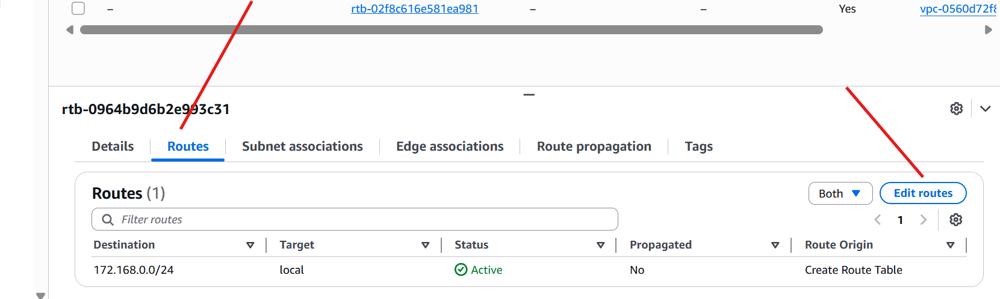 – rtb-02f8c616e581ea981 – – Yes vpc-0560d72f8
rtb-0964b9d6b2e993c31
Details Routes Subnet associations Edge associations Route propagation Tags
Routes (1) Both Edit routes
Filter routes 1
Destination Target Status Propagated Route Origin
172.168.0.0/24 local Active No Create Route Table